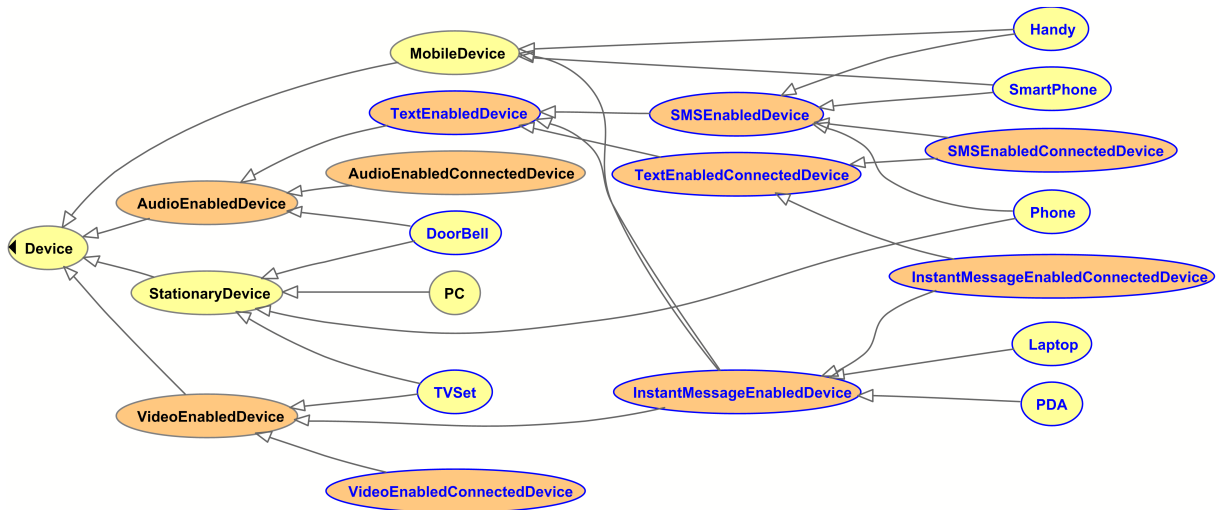 Handy
MobileDevice
SmartPhone
TextEnabledDevice
SMSEnabledDevice
SMSEnabledConnectedDevice
AudioEnabledConnectedDevice
TextEnabledConnectedDevice
AudioEnabledDevice
Phone
DoorBell
Device
InstantMessageEnabledConnectedDevice
StationaryDevice
PC
Laptop
TVSet
InstantMessageEnabledDevice
PDA
VideoEnabledDevice
VideoEnabledConnectedDevice